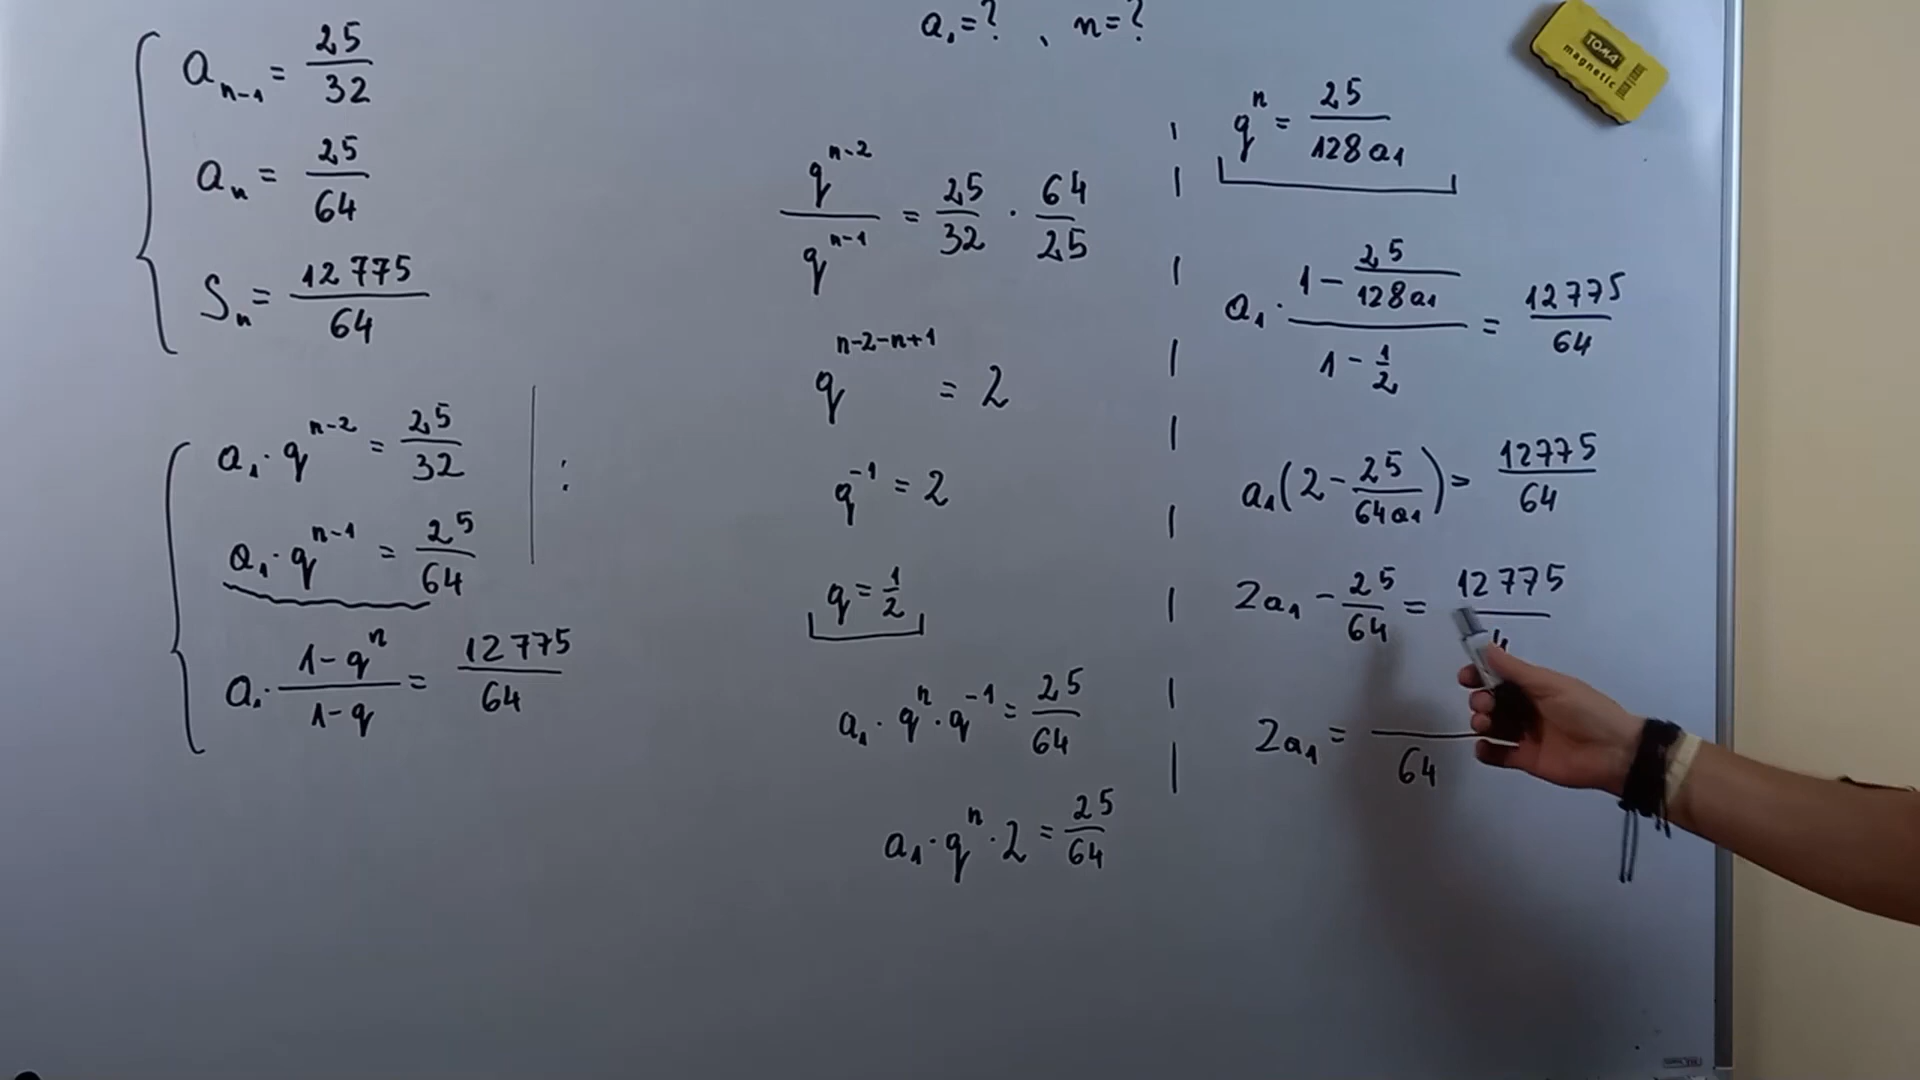 a₁ = ? , n = ?
a_{n-1} = 25/32
a_n = 25/64
S_n = 12775/64
a₁ · q^{n-2} = 25/32
:
a₁ · q^{n-1} = 25/64
a₁ · (1 - q^n)/(1 - q) = 12775/64
q^{n-2}/q^{n-1} = 25/32 · 64/25
q^{n-2-n+1} = 2
q^{-1} = 2
q = 1/2
a₁ · q^n · q^{-1} = 25/64
a₁ · q^n · 2 = 25/64
q^n = 25/128a₁
a₁ · (1 - 25/128a₁)/(1 - 1/2) = 12775/64
a₁(2 - 25/64a₁) = 12775/64
2a₁ - 25/64 = 12775/4
2a₁ = /64
TOMA
magnetic